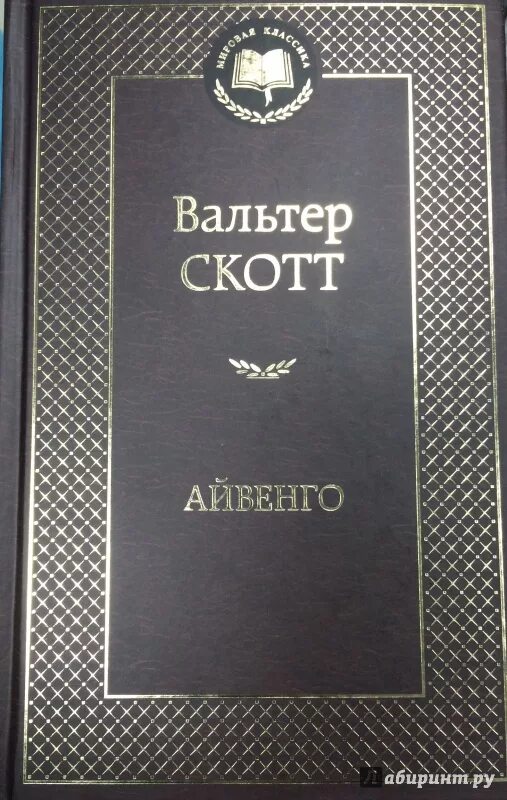 МИРОВАЯ КЛАССИКА
Вальтер
СКОТТ
АЙВЕНГО
Лабиринт.ру